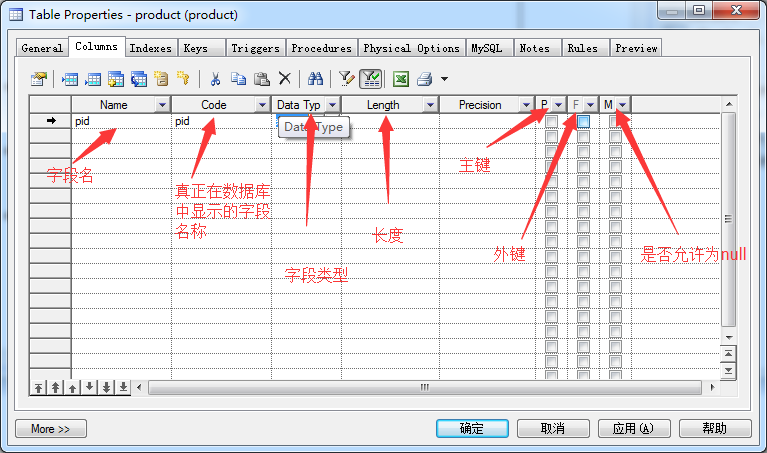 Table Properties - product (product)
General Columns Indexes Keys Triggers Procedures Physical Options MySQL Notes Rules Preview
Name Code Data Typ Length Precision P F M
pid pid
Data Type
字段名
真正在数据库
中显示的字段
名称
字段类型
长度
主键
外键
是否允许为null
More >> 确定 取消 应用(A) 帮助